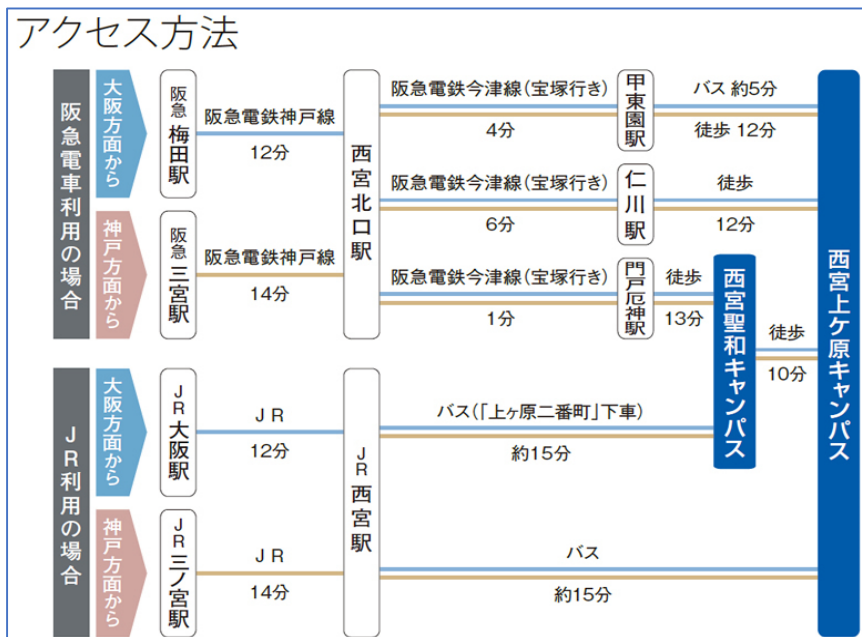 アクセス方法
阪急電車利用の場合
大阪方面から
阪急 梅田駅
阪急電鉄神戸線
12分
神戸方面から
阪急 三宮駅
阪急電鉄神戸線
14分
西宮北口駅
阪急電鉄今津線(宝塚行き)
4分
甲東園駅
バス 約5分
徒歩 12分
阪急電鉄今津線(宝塚行き)
6分
仁川駅
徒歩
12分
阪急電鉄今津線(宝塚行き)
1分
門戸厄神駅
徒歩
13分
西宮聖和キャンパス
徒歩
10分
西宮上ケ原キャンパス
JR利用の場合
大阪方面から
JR 大阪駅
JR
12分
神戸方面から
JR 三ノ宮駅
JR
14分
JR 西宮駅
バス(「上ヶ原二番町」下車)
約15分
バス
約15分